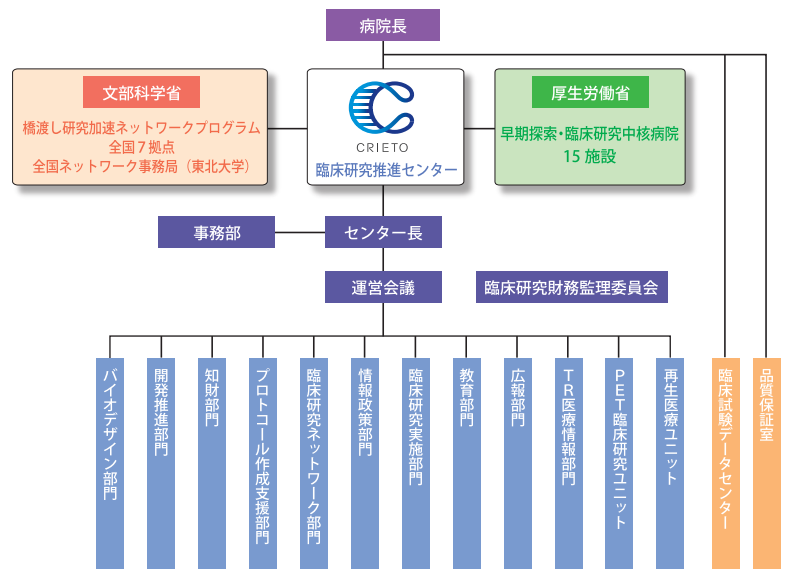 病院長
文部科学省
橋渡し研究加速ネットワークプログラム
全国7拠点
全国ネットワーク事務局（東北大学）
CRIETO
臨床研究推進センター
厚生労働省
早期探索・臨床研究中核病院
15 施設
事務部
センター長
運営会議
臨床研究財務監理委員会
バイオデザイン部門
開発推進部門
知財部門
プロトコール作成支援部門
臨床研究ネットワーク部門
情報政策部門
臨床研究実施部門
教育部門
広報部門
TR医療情報部門
PET臨床研究ユニット
再生医療ユニット
臨床試験データセンター
品質保証室